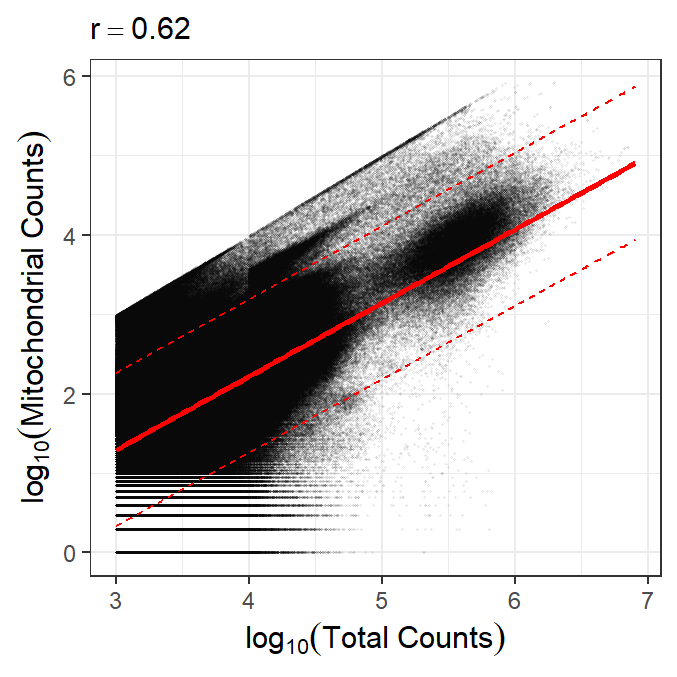 r = 0.62
6
4
2
0
log₁₀(Mitochondrial Counts)
3 4 5 6 7
log₁₀(Total Counts)